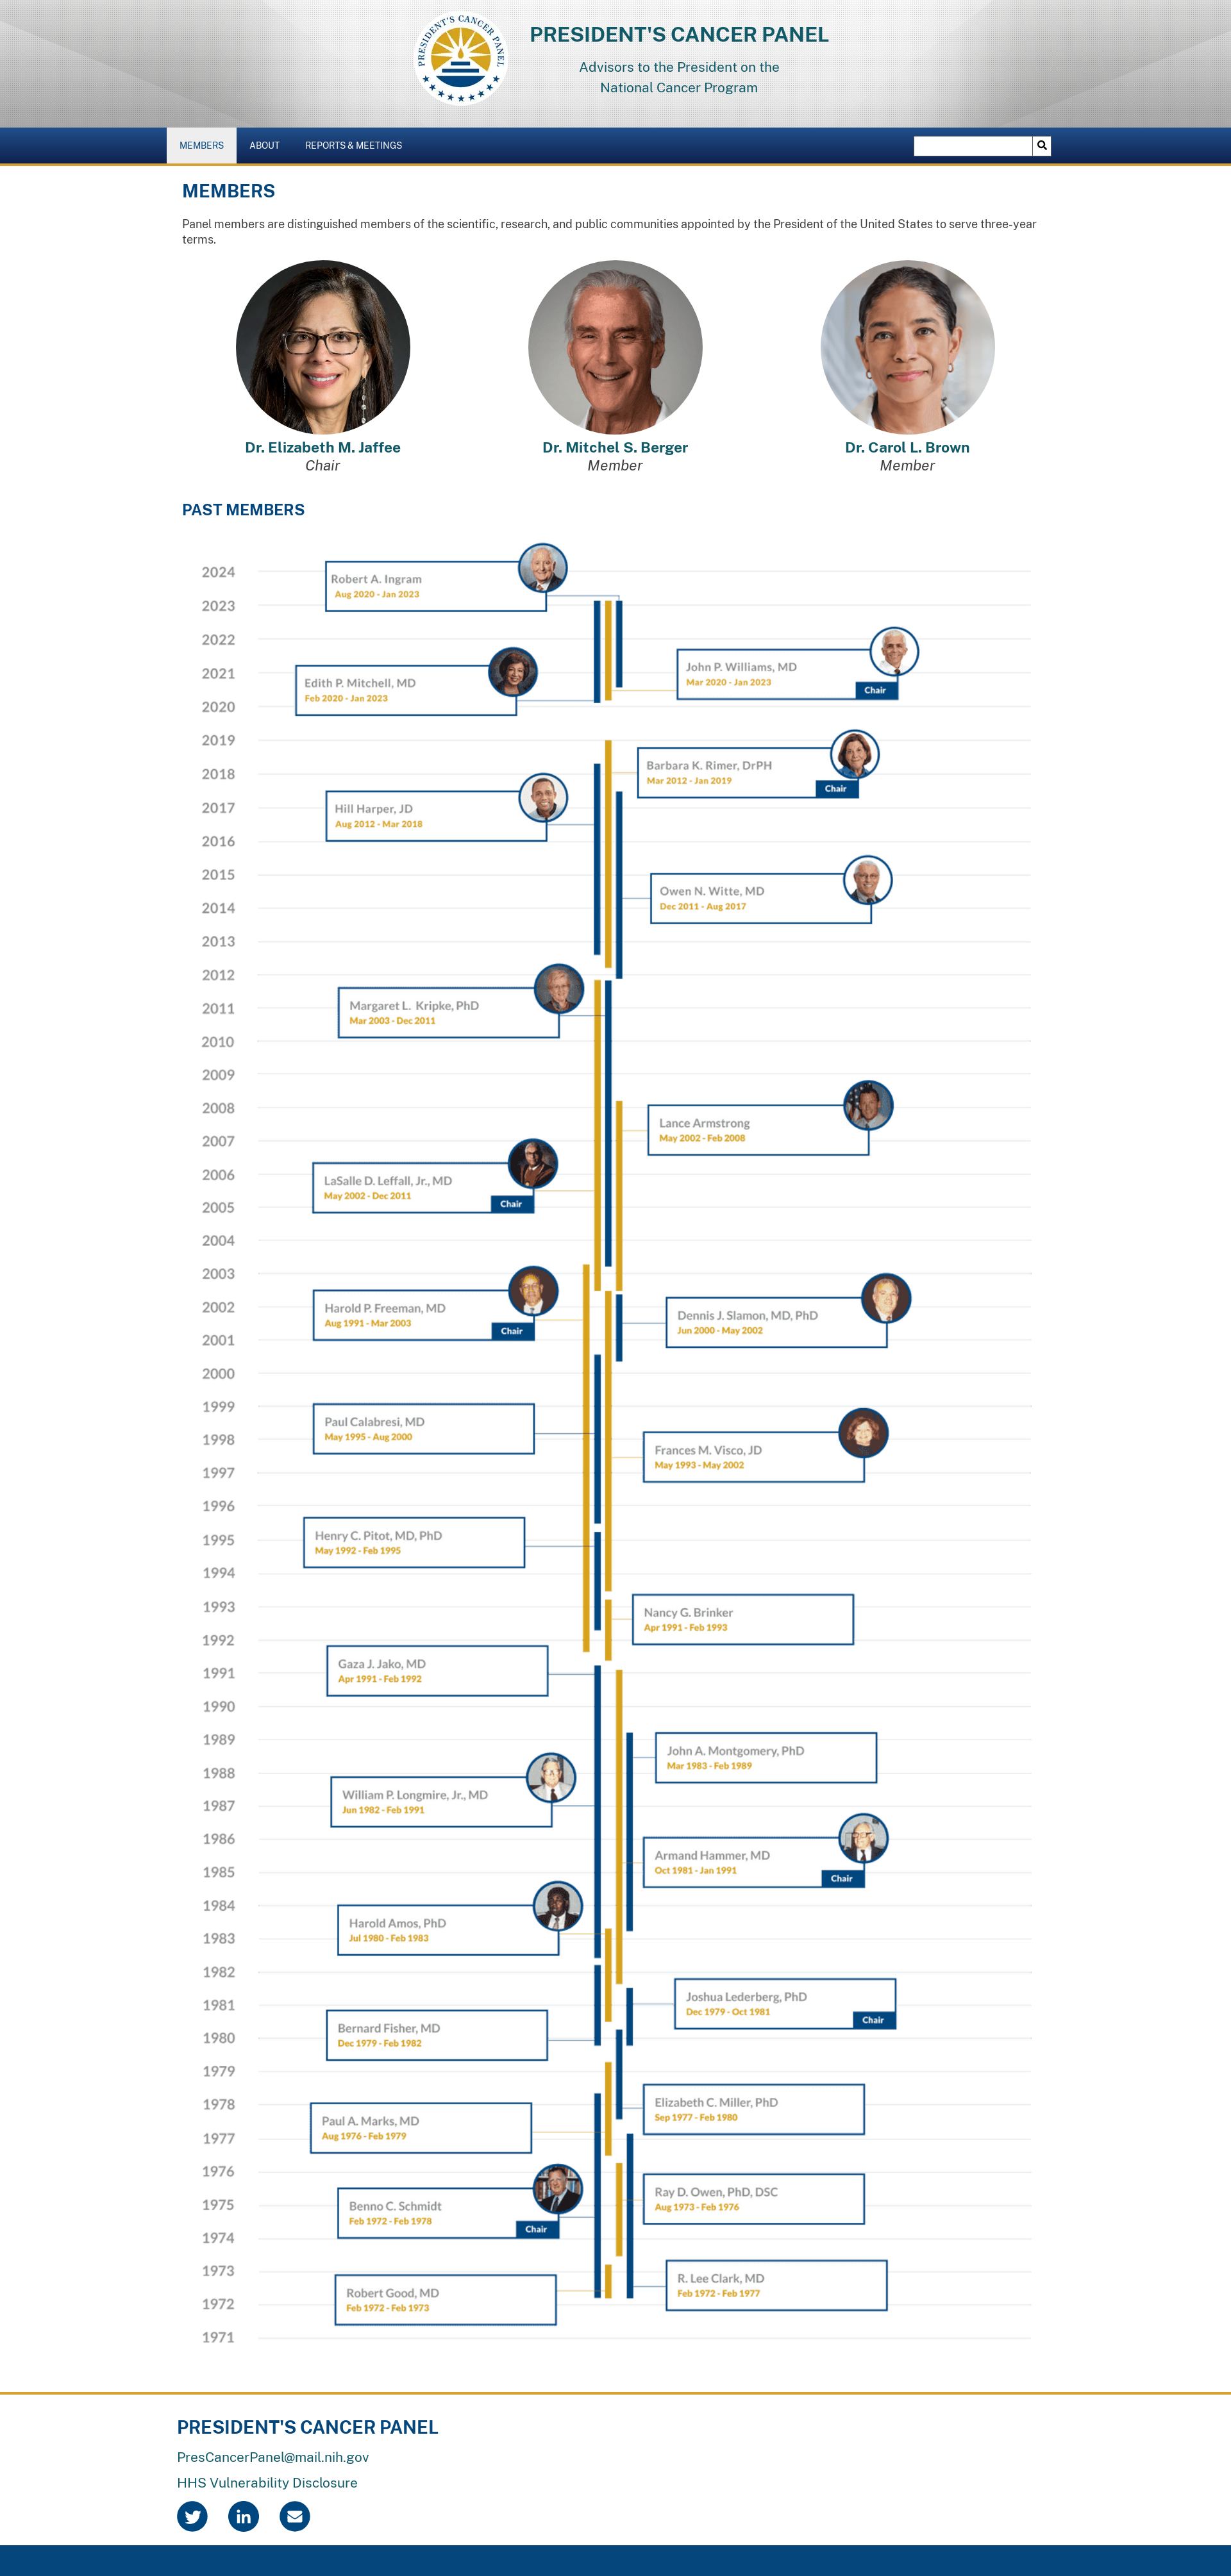 PRESIDENT'S CANCER PANEL
PRESIDENT'S CANCER PANEL
Advisors to the President on the
National Cancer Program
MEMBERS
ABOUT
REPORTS & MEETINGS
MEMBERS
Panel members are distinguished members of the scientific, research, and public communities appointed by the President of the United States to serve three-year
terms.
Dr. Elizabeth M. Jaffee
Chair
Dr. Mitchel S. Berger
Member
Dr. Carol L. Brown
Member
PAST MEMBERS
2024
Robert A. Ingram
Aug 2020 - Jan 2023
2023
2022
John P. Williams, MD
Mar 2020 - Jan 2023
Chair
2021
Edith P. Mitchell, MD
Feb 2020 - Jan 2023
2020
2019
Barbara K. Rimer, DrPH
Mar 2012 - Jan 2019
Chair
2018
2017
Hill Harper, JD
Aug 2012 - Mar 2018
2016
2015
Owen N. Witte, MD
Dec 2011 - Aug 2017
2014
2013
2012
2011
Margaret L. Kripke, PhD
Mar 2003 - Dec 2011
2010
2009
2008
Lance Armstrong
May 2002 - Feb 2008
2007
2006
LaSalle D. Leffall, Jr., MD
May 2002 - Dec 2011
Chair
2005
2004
2003
2002
Harold P. Freeman, MD
Aug 1991 - Mar 2003
Chair
Dennis J. Slamon, MD, PhD
Jun 2000 - May 2002
2001
2000
1999
Paul Calabresi, MD
May 1995 - Aug 2000
1998
Frances M. Visco, JD
May 1993 - May 2002
1997
1996
1995
Henry C. Pitot, MD, PhD
May 1992 - Feb 1995
1994
1993
Nancy G. Brinker
Apr 1991 - Feb 1993
1992
1991
Gaza J. Jako, MD
Apr 1991 - Feb 1992
1990
1989
John A. Montgomery, PhD
Mar 1983 - Feb 1989
1988
1987
William P. Longmire, Jr., MD
Jun 1982 - Feb 1991
1986
Armand Hammer, MD
Oct 1981 - Jan 1991
Chair
1985
1984
Harold Amos, PhD
Jul 1980 - Feb 1983
1983
1982
1981
Joshua Lederberg, PhD
Dec 1979 - Oct 1981
Chair
1980
Bernard Fisher, MD
Dec 1979 - Feb 1982
1979
1978
Elizabeth C. Miller, PhD
Sep 1977 - Feb 1980
1977
Paul A. Marks, MD
Aug 1976 - Feb 1979
1976
1975
Ray D. Owen, PhD, DSC
Aug 1973 - Feb 1976
Benno C. Schmidt
Feb 1972 - Feb 1978
Chair
1974
1973
R. Lee Clark, MD
Feb 1972 - Feb 1977
1972
Robert Good, MD
Feb 1972 - Feb 1973
1971
PRESIDENT'S CANCER PANEL
PresCancerPanel@mail.nih.gov
HHS Vulnerability Disclosure